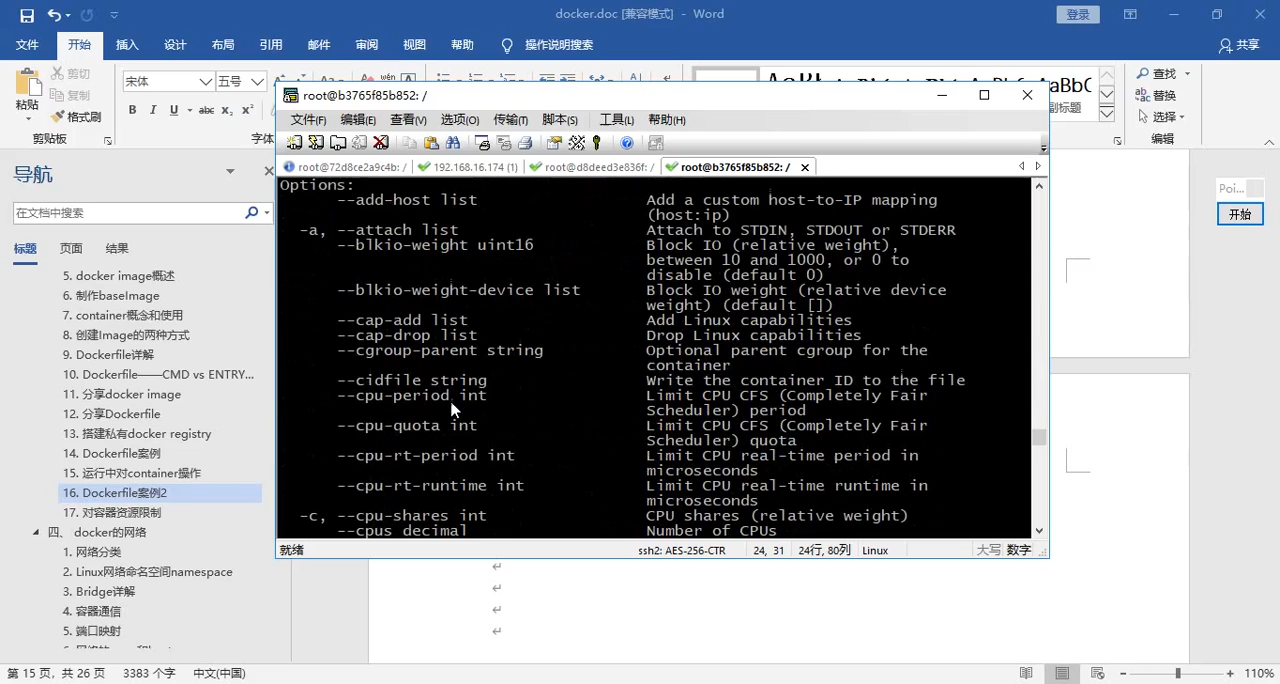 docker.doc [兼容模式] - Word
登录
文件 开始 插入 设计 布局 引用 邮件 审阅 视图 帮助 操作说明搜索 共享
粘贴
剪切
复制
格式刷
剪贴板
宋体 五号
B I U abc x₂ x²
字体
AaBbC
副标题
查找
替换
选择
编辑
导航
在文档中搜索
标题 页面 结果
5. docker image概述
6. 制作baseImage
7. container概念和使用
8. 创建Image的两种方式
9. Dockerfile详解
10. Dockerfile——CMD vs ENTRY...
11. 分享docker image
12. 分享Dockerfile
13. 搭建私有docker registry
14. Dockerfile案例
15. 运行中对container操作
16. Dockerfile案例2
17. 对容器资源限制
四、 docker的网络
1. 网络分类
2. Linux网络命名空间namespace
3. Bridge详解
4. 容器通信
5. 端口映射
root@b3765f85b852: /
文件(F) 编辑(E) 查看(V) 选项(O) 传输(T) 脚本(S) 工具(L) 帮助(H)
root@72d8ce2a9c4b: / 192.168.16.174 (1) root@d8deed3e836f: / root@b3765f85b852: /
Options:
--add-host list Add a custom host-to-IP mapping
(host:ip)
-a, --attach list Attach to STDIN, STDOUT or STDERR
--blkio-weight uint16 Block IO (relative weight),
between 10 and 1000, or 0 to
disable (default 0)
--blkio-weight-device list Block IO weight (relative device
weight) (default [])
--cap-add list Add Linux capabilities
--cap-drop list Drop Linux capabilities
--cgroup-parent string Optional parent cgroup for the
container
--cidfile string Write the container ID to the file
--cpu-period int Limit CPU CFS (Completely Fair
Scheduler) period
--cpu-quota int Limit CPU CFS (Completely Fair
Scheduler) quota
--cpu-rt-period int Limit CPU real-time period in
microseconds
--cpu-rt-runtime int Limit CPU real-time runtime in
microseconds
-c, --cpu-shares int CPU shares (relative weight)
--cpus decimal Number of CPUs
就绪 ssh2: AES-256-CTR 24, 31 24行, 80列 Linux 大写 数字
Poi...
开始
第 15 页，共 26 页 3383 个字 中文(中国) 110%